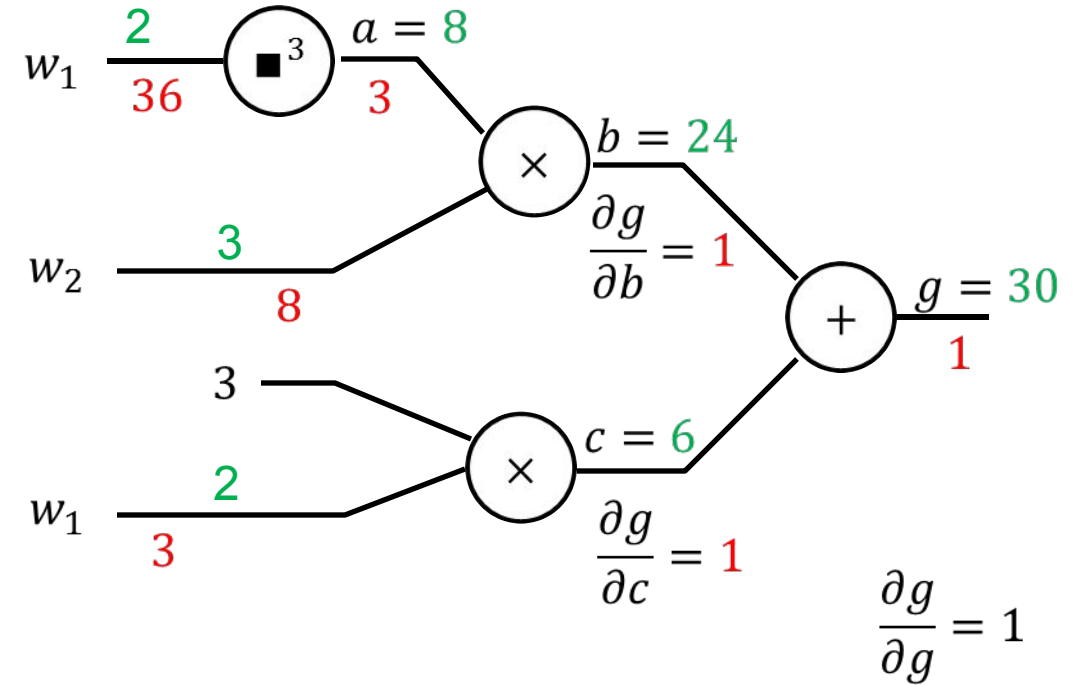 2
w₁
36
■³
a = 8
3
×
b = 24
∂g/∂b = 1
3
w₂
8
+
g = 30
1
3
×
c = 6
2
w₁
3
∂g/∂c = 1
∂g/∂g = 1